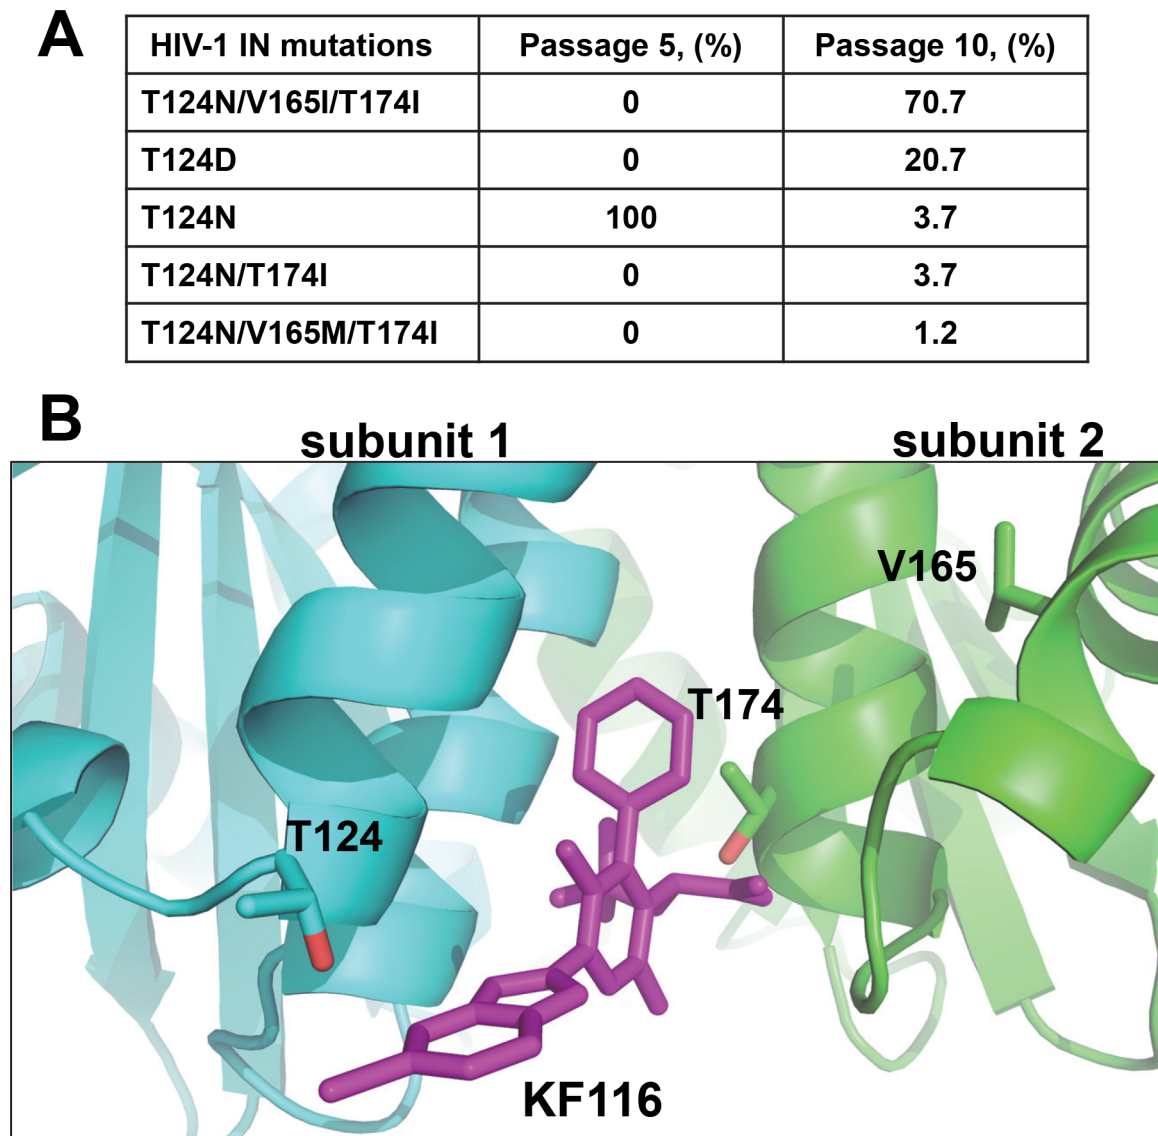 A
HIV-1 IN mutations Passage 5, (%) Passage 10, (%)
T124N/V165I/T174I 0 70.7
T124D 0 20.7
T124N 100 3.7
T124N/T174I 0 3.7
T124N/V165M/T174I 0 1.2
B
subunit 1 subunit 2
V165
T174
T124
KF116